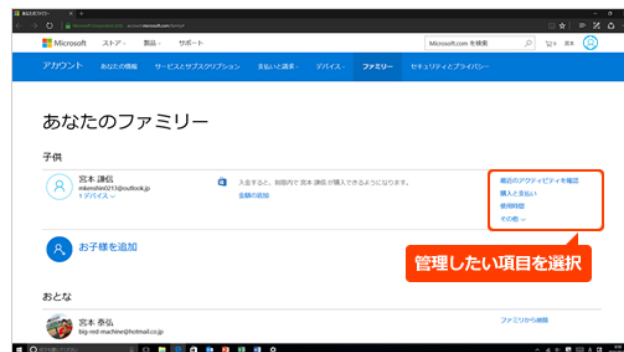 Microsoft ストア 製品 サポート Microsoft.com を検索
アカウント あなたの情報 サービスとサブスクリプション 支払いと請求 デバイス ファミリー セキュリティとプライバシー
あなたのファミリー
子供
宮本 謙信
mkenshin0213@outlook.jp
1 デバイス
入金すると、制限内で 宮本 謙信 が購入できるようになります。
金額の追加
最近のアクティビティを確認
購入と支払い
使用時間
その他
お子様を追加
管理したい項目を選択
おとな
宮本 泰弘
big-red-machine@hotmail.co.jp
ファミリから削除